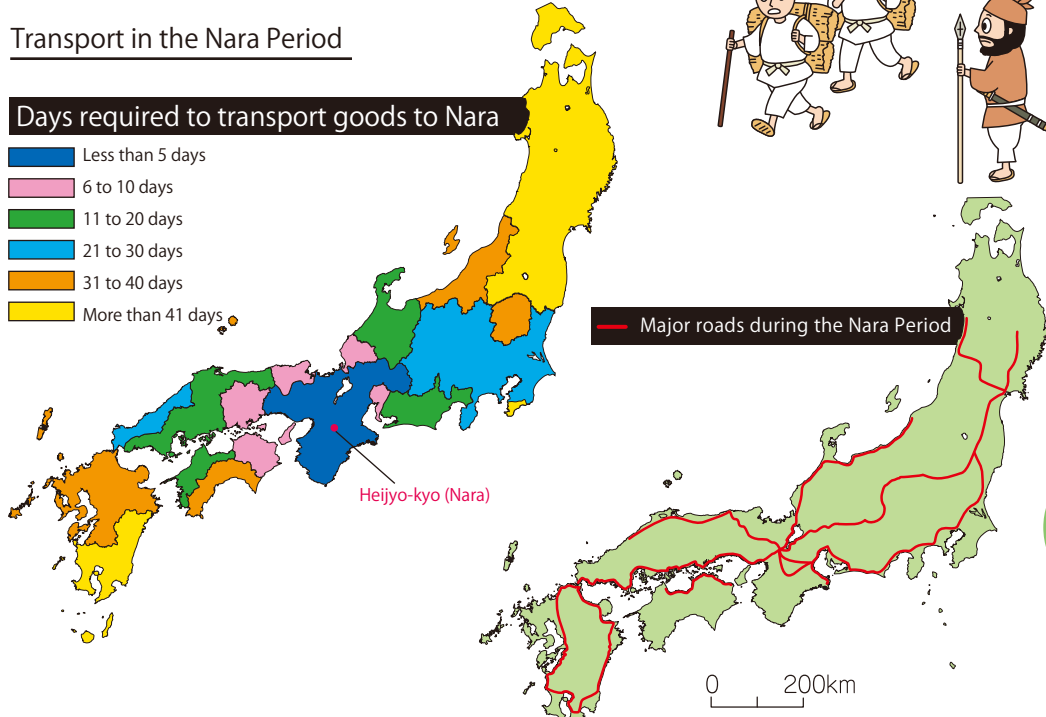 Transport in the Nara Period
Days required to transport goods to Nara
Less than 5 days
6 to 10 days
11 to 20 days
21 to 30 days
31 to 40 days
More than 41 days
Heijyo-kyo (Nara)
Major roads during the Nara Period
0 200km